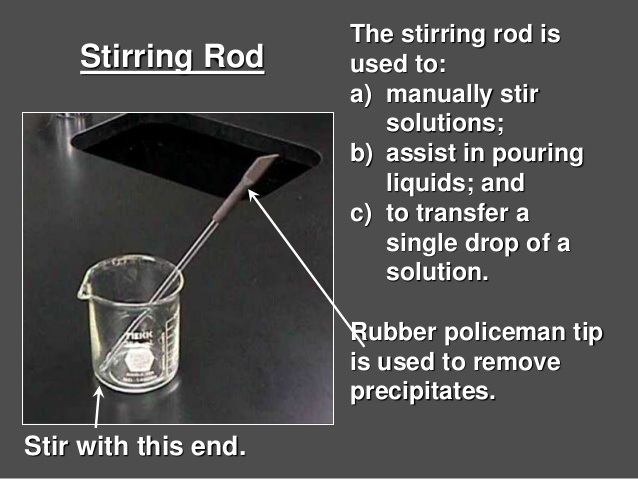 Stirring Rod
The stirring rod is
used to:
a) manually stir
solutions;
b) assist in pouring
liquids; and
c) to transfer a
single drop of a
solution.
Rubber policeman tip
is used to remove
precipitates.
Stir with this end.